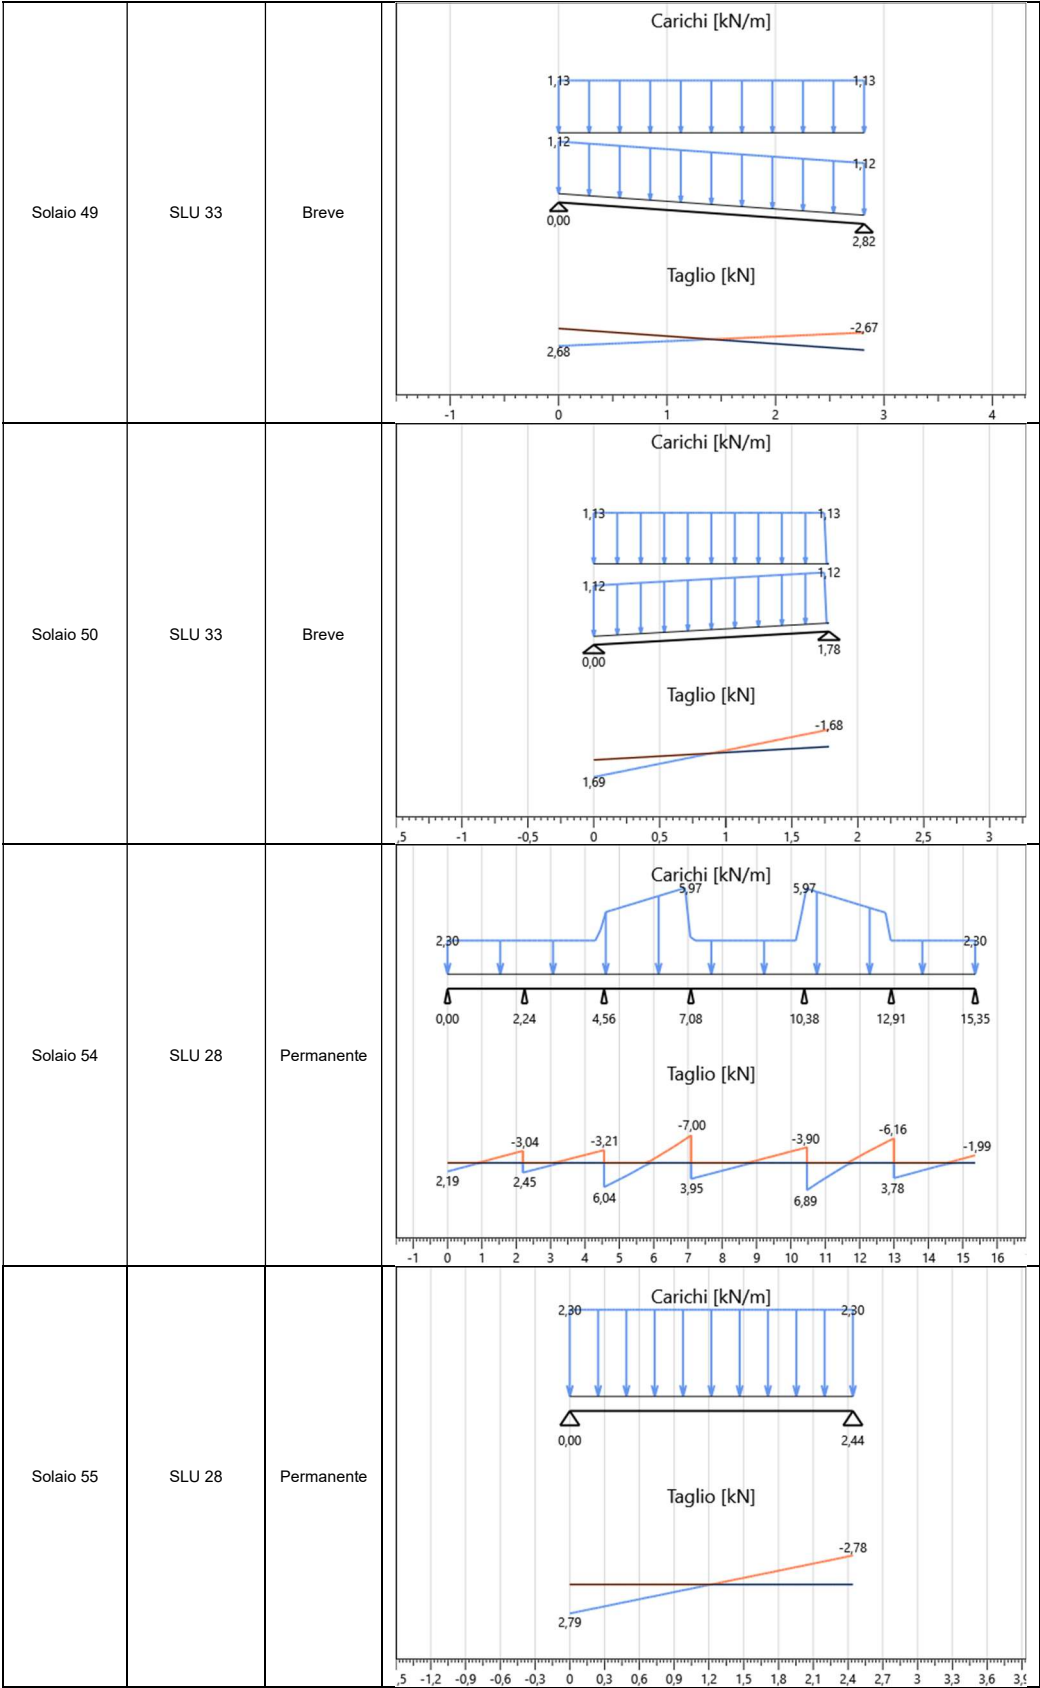 Solaio 49
SLU 33
Breve
Carichi [kN/m]
1,13 1,13
1,12 1,12
0,00 2,82
Taglio [kN]
2,68 -2,67
-1 0 1 2 3 4
Solaio 50
SLU 33
Breve
Carichi [kN/m]
1,13 1,13
1,12 1,12
0,00 1,78
Taglio [kN]
1,69 -1,68
,5 -1 -0,5 0 0,5 1 1,5 2 2,5 3
Solaio 54
SLU 28
Permanente
Carichi [kN/m]
2,30 5,97 5,97 2,30
0,00 2,24 4,56 7,08 10,38 12,91 15,35
Taglio [kN]
-3,04 -3,21 -7,00 -3,90 -6,16 -1,99
2,19 2,45 6,04 3,95 6,89 3,78
-1 0 1 2 3 4 5 6 7 8 9 10 11 12 13 14 15 16
Solaio 55
SLU 28
Permanente
Carichi [kN/m]
2,30 2,30
0,00 2,44
Taglio [kN]
2,79 -2,78
,5 -1,2 -0,9 -0,6 -0,3 0 0,3 0,6 0,9 1,2 1,5 1,8 2,1 2,4 2,7 3 3,3 3,6 3,9